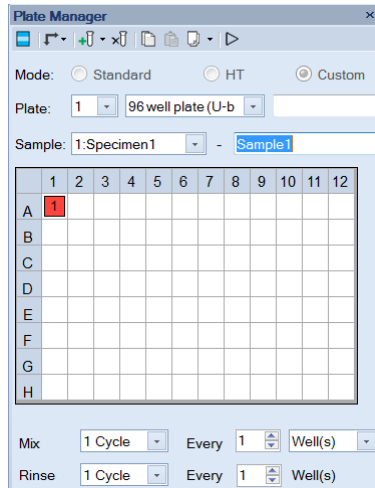 Plate Manager ×
Mode: Standard HT Custom
Plate: 1 96 well plate (U-b
Sample: 1:Specimen1 - Sample1
1 2 3 4 5 6 7 8 9 10 11 12
A 1
B
C
D
E
F
G
H
Mix 1 Cycle Every 1 Well(s)
Rinse 1 Cycle Every 1 Well(s)